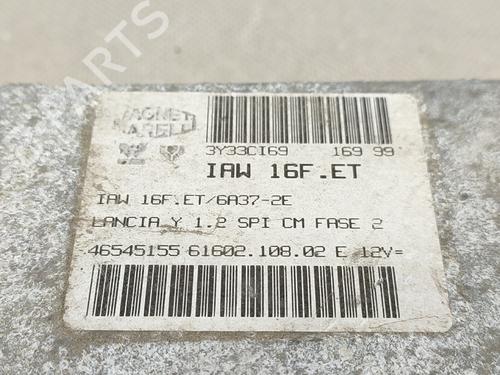 PARTS
MAGNETI
MARELLI
3Y33CI69 169 99
IAW 16F.ET
IAW 16F.ET/6A37-2E
LANCIA Y 1.2 SPI CM FASE 2
46545155 61602.108.02 E 12V=